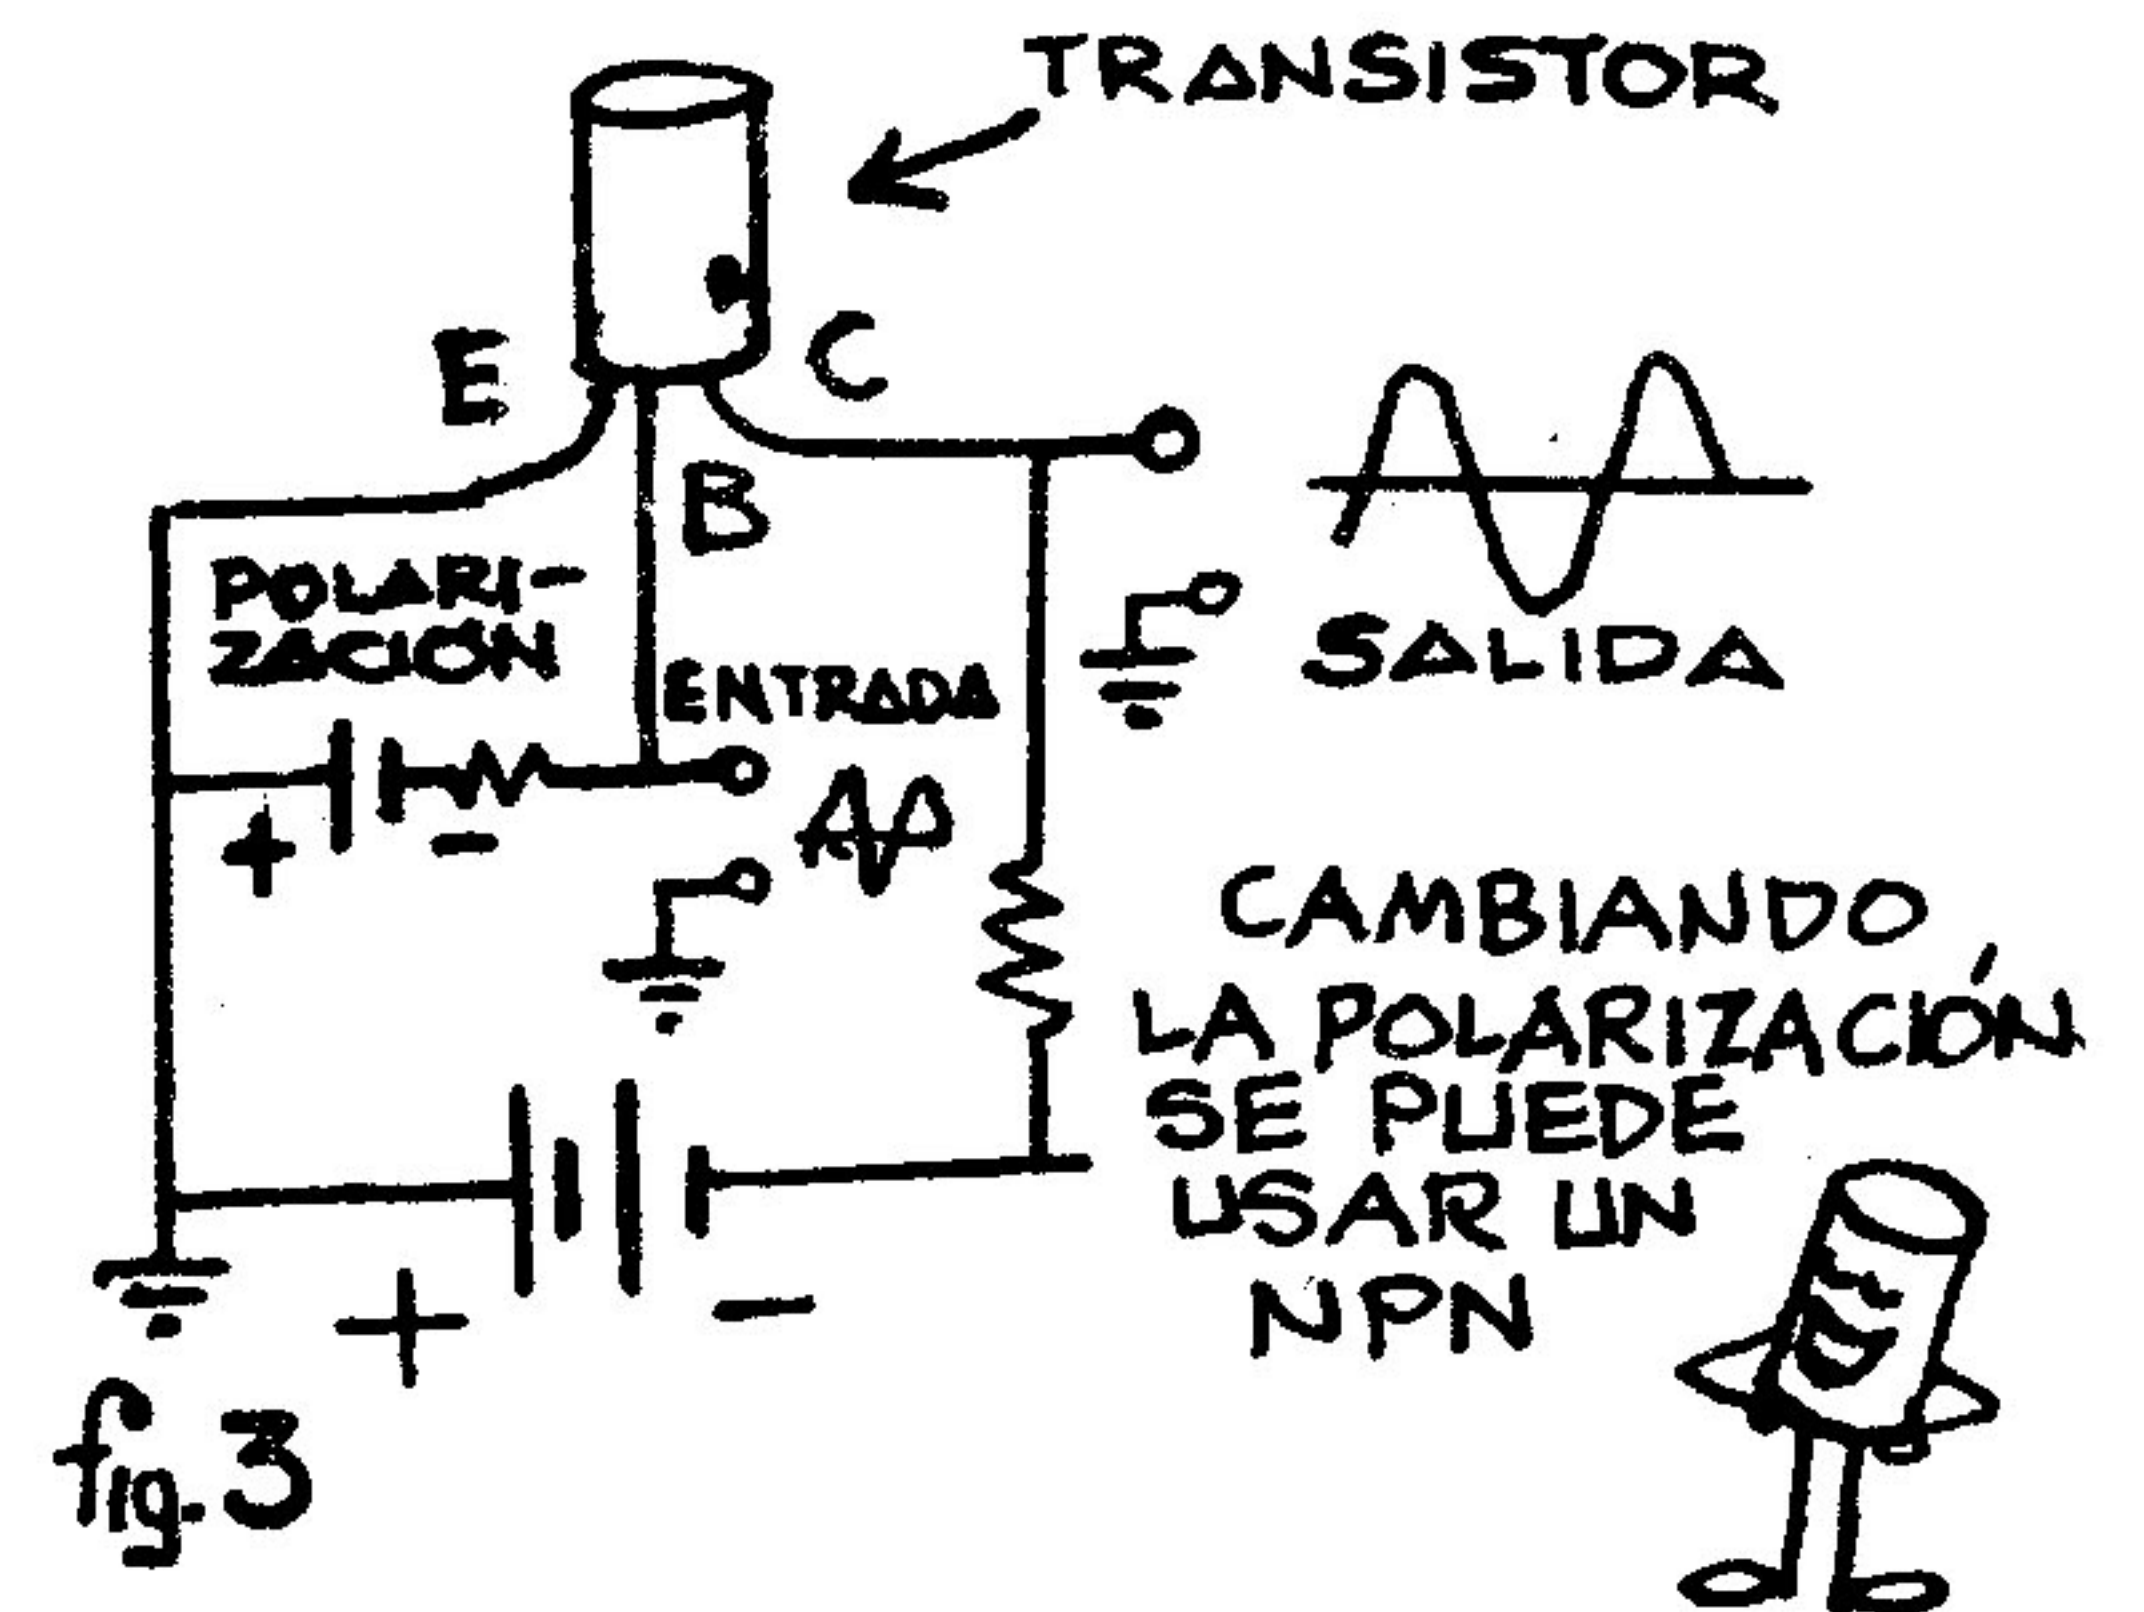 TRANSISTOR
E
C
B
POLARI-
ZACIÓN
ENTRADA
SALIDA
+
-
CAMBIANDO
LA POLARIZACIÓN
SE PUEDE
USAR UN
NPN
+
-
fig. 3